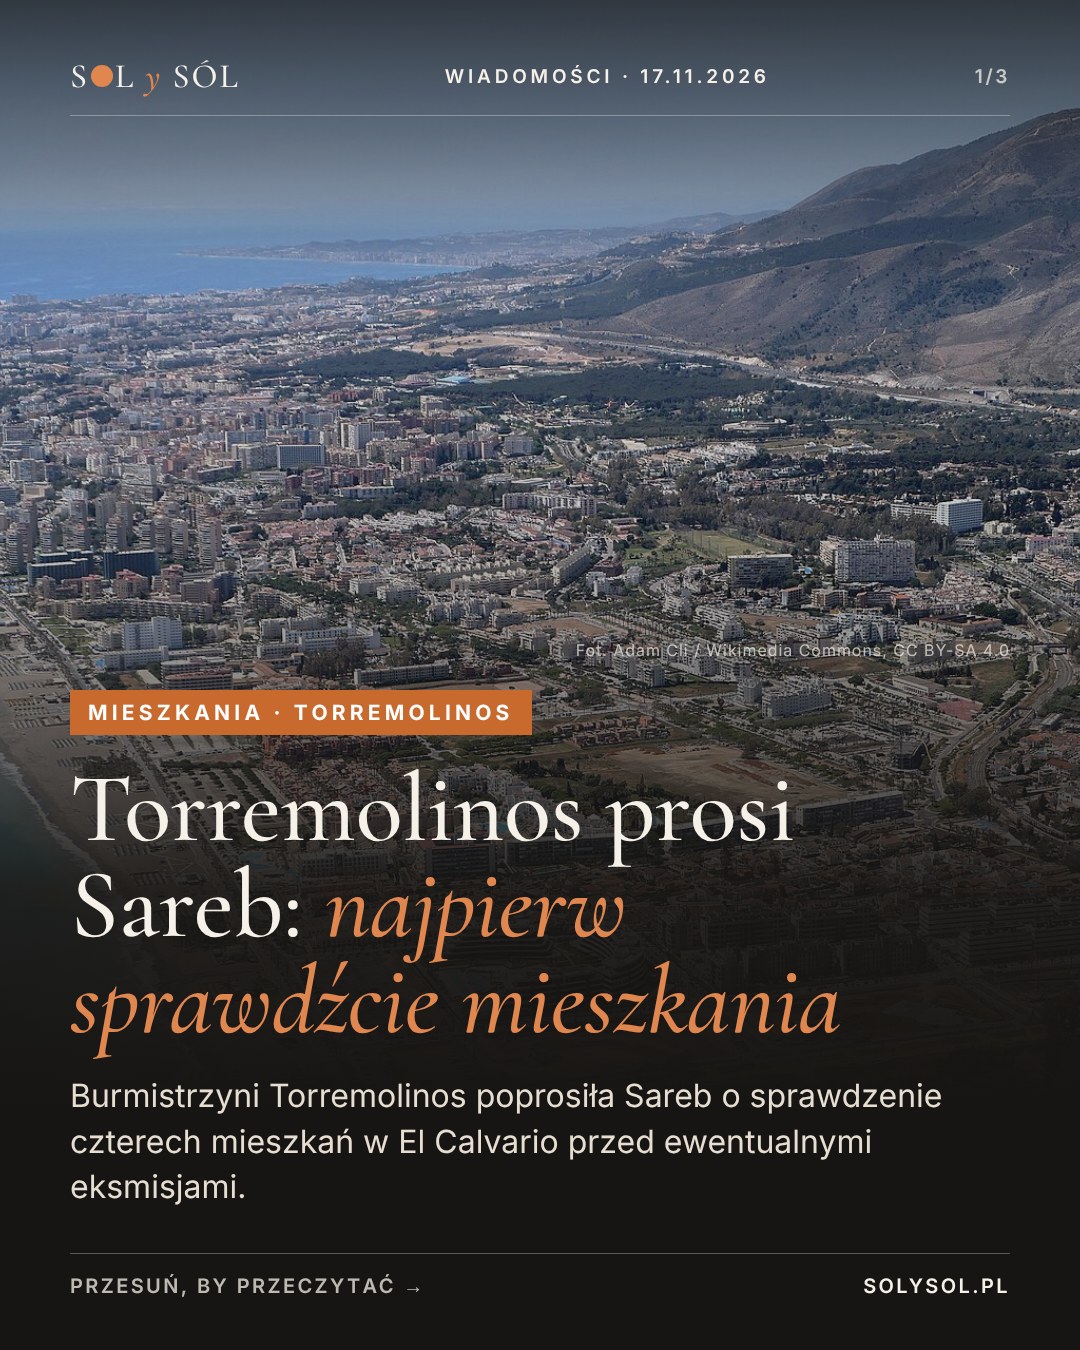 SOL y SÓL
WIADOMOŚCI · 17.11.2026
1/3
Fot. Adam Cli / Wikimedia Commons, CC BY-SA 4.0
MIESZKANIA · TORREMOLINOS
Torremolinos prosi
Sareb: najpierw
sprawdźcie mieszkania
Burmistrzyni Torremolinos poprosiła Sareb o sprawdzenie
czterech mieszkań w El Calvario przed ewentualnymi
eksmisjami.
PRZESUŃ, BY PRZECZYTAĆ →
SOLYSOL.PL